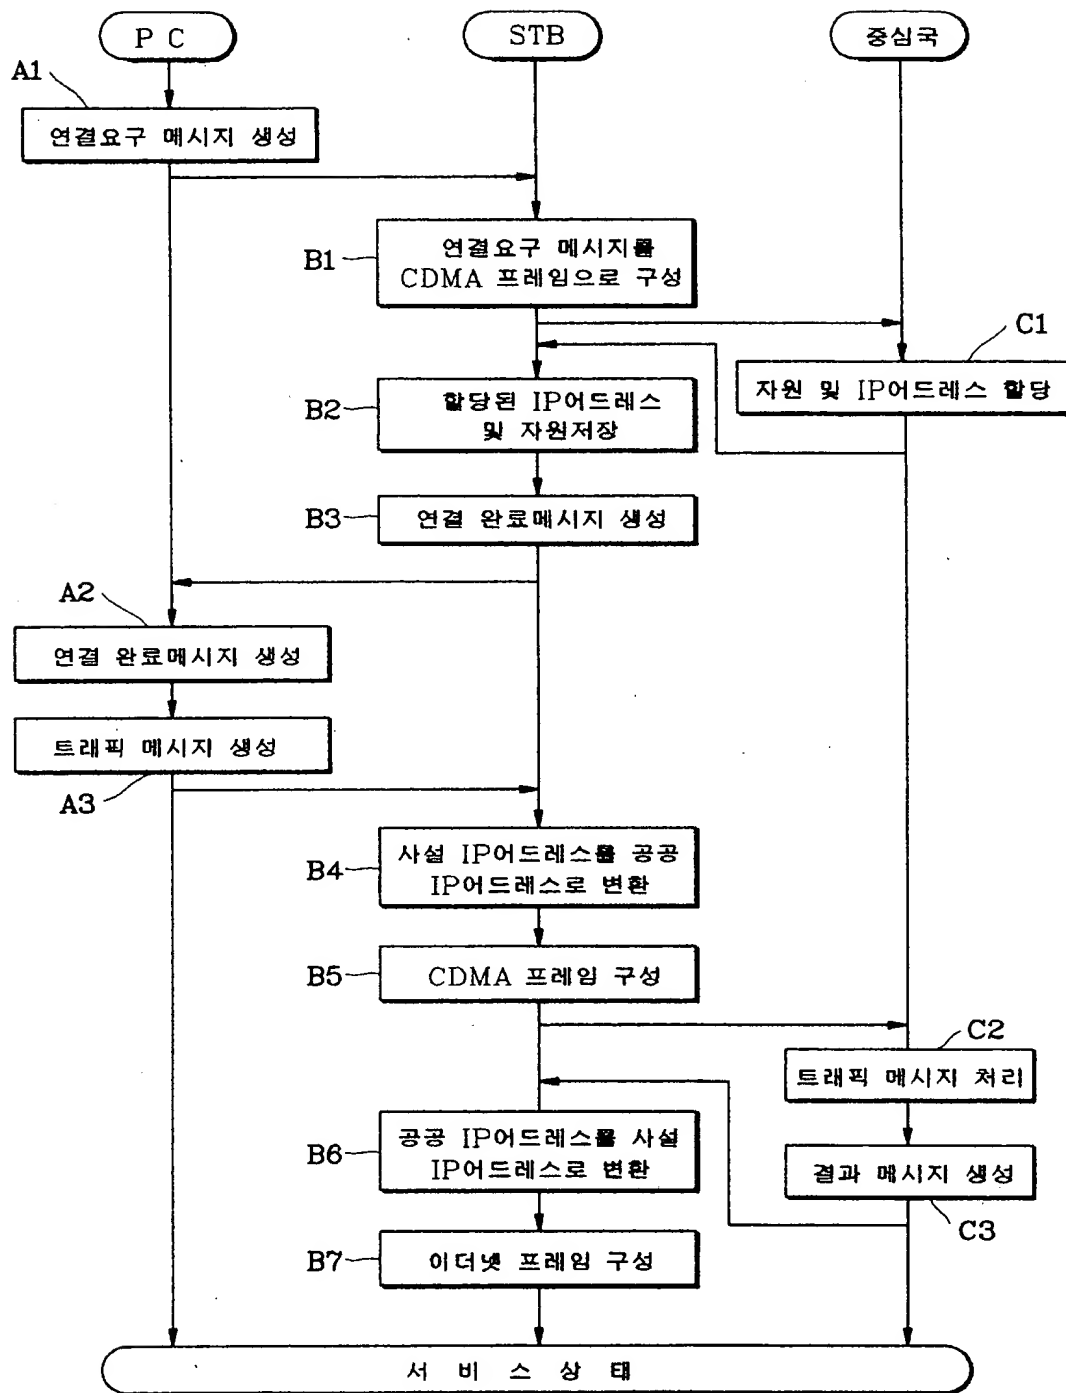 P C
STB
중심국
A1
연결요구 메시지 생성
B1
연결요구 메시지를
CDMA 프레임으로 구성
C1
자원 및 IP어드레스 할당
B2
할당된 IP어드레스
및 자원저장
B3
연결 완료메시지 생성
A2
연결 완료메시지 생성
트래픽 메시지 생성
A3
B4
사설 IP어드레스를 공공
IP어드레스로 변환
B5
CDMA 프레임 구성
C2
트래픽 메시지 처리
B6
공공 IP어드레스를 사설
IP어드레스로 변환
결과 메시지 생성
C3
B7
이더넷 프레임 구성
서 비 스 상 태